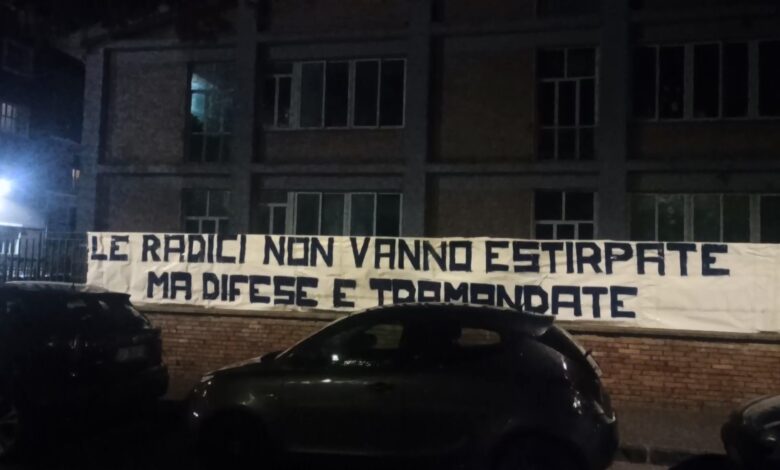 LE RADICI NON VANNO ESTIRPATE
MA DIFESE E TRAMANDATE